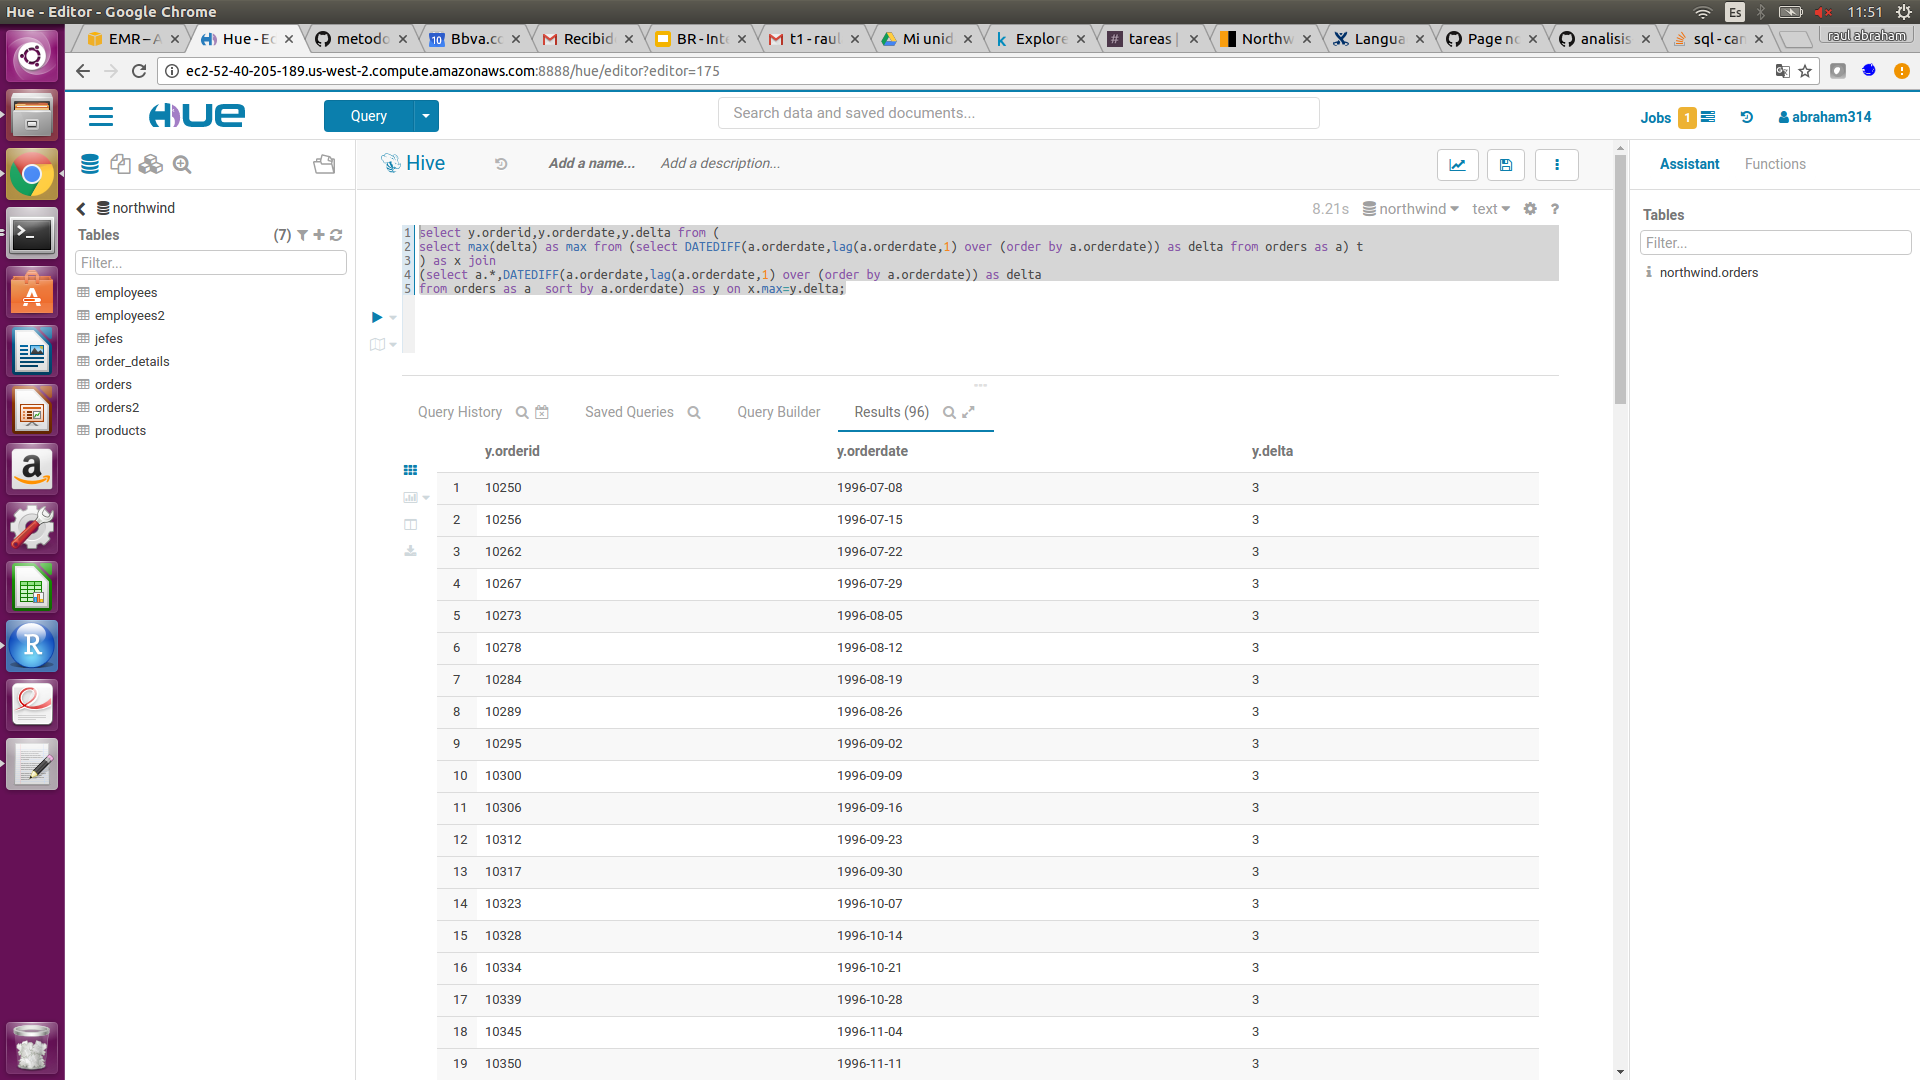 Hue - Editor - Google Chrome
Es
11:51
EMR – A
Hue - Ec
metodo
Bbva.cc
Recibid
BR - Inte
t1 - raul
Mi unid
Explore
tareas |
Northw
Langua
Page no
analisis
sql - can
raul abraham
ec2-52-40-205-189.us-west-2.compute.amazonaws.com:8888/hue/editor?editor=175
HUE
Query
Search data and saved documents...
Jobs 1
abraham314
Hive
Add a name...
Add a description...
Assistant
Functions
northwind
Tables
(7)
Filter...
employees
employees2
jefes
order_details
orders
orders2
products
8.21s
northwind
text
?
1 select y.orderid,y.orderdate,y.delta from (
2 select max(delta) as max from (select DATEDIFF(a.orderdate,lag(a.orderdate,1) over (order by a.orderdate)) as delta from orders as a) t
3 ) as x join
4 (select a.*,DATEDIFF(a.orderdate,lag(a.orderdate,1) over (order by a.orderdate)) as delta
5 from orders as a  sort by a.orderdate) as y on x.max=y.delta;
Tables
Filter...
northwind.orders
Query History
Saved Queries
Query Builder
Results (96)
y.orderid y.orderdate y.delta
1 10250 1996-07-08 3
2 10256 1996-07-15 3
3 10262 1996-07-22 3
4 10267 1996-07-29 3
5 10273 1996-08-05 3
6 10278 1996-08-12 3
7 10284 1996-08-19 3
8 10289 1996-08-26 3
9 10295 1996-09-02 3
10 10300 1996-09-09 3
11 10306 1996-09-16 3
12 10312 1996-09-23 3
13 10317 1996-09-30 3
14 10323 1996-10-07 3
15 10328 1996-10-14 3
16 10334 1996-10-21 3
17 10339 1996-10-28 3
18 10345 1996-11-04 3
19 10350 1996-11-11 3